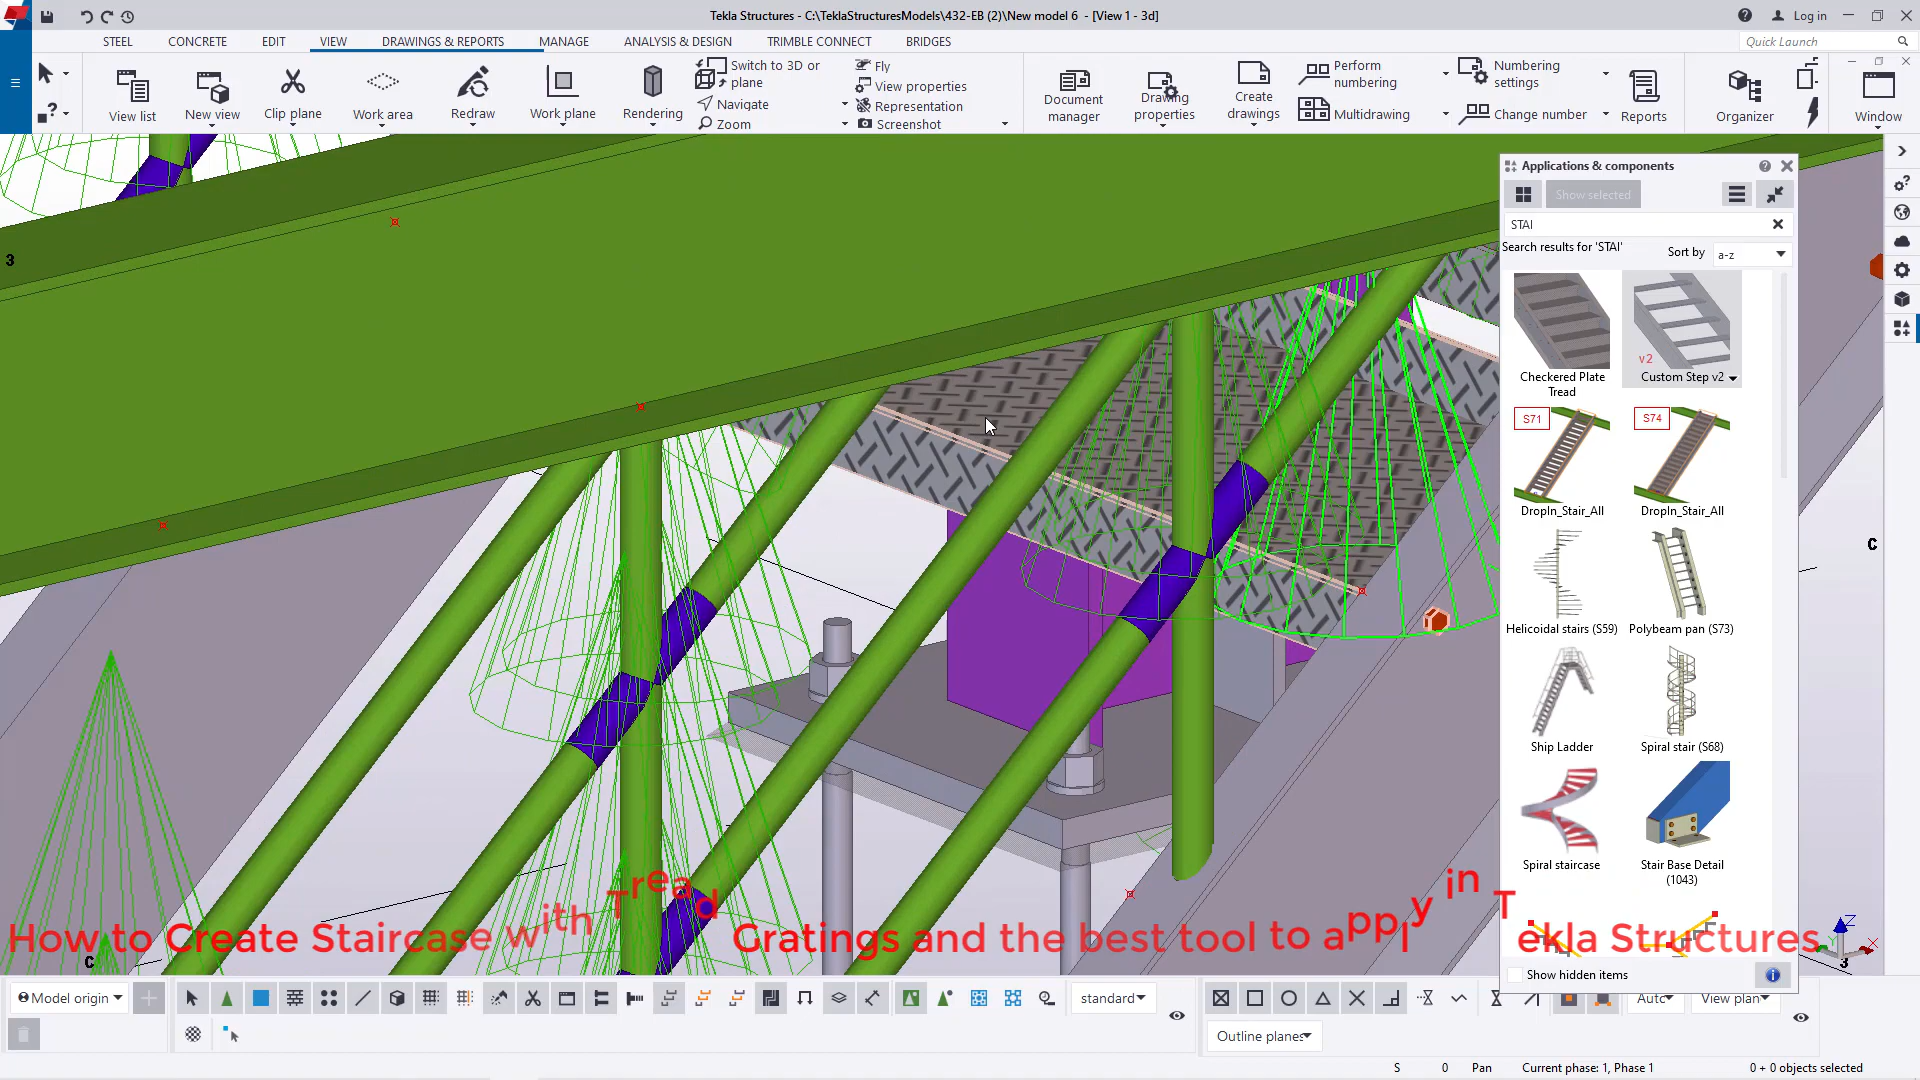 Tekla Structures - C:\TeklaStructuresModels\432-EB (2)\New model 6 - [View 1 - 3d]
Log in
STEEL CONCRETE EDIT VIEW DRAWINGS & REPORTS MANAGE ANALYSIS & DESIGN TRIMBLE CONNECT BRIDGES
Quick Launch
View list
New view
Clip plane
Work area
Redraw
Work plane
Rendering
Switch to 3D or plane
Navigate
Zoom
Fly
View properties
Representation
Screenshot
Document manager
Drawing properties
Create drawings
Perform numbering
Multidrawing
Numbering settings
Change number
Reports
Organizer
Window
Applications & components
Show selected
STAI
Search results for 'STAI'
Sort by a-z
Checkered Plate Tread
v2
Custom Step v2
S71
DropIn_Stair_All
S74
DropIn_Stair_All
Helicoidal stairs (S59)
Polybeam pan (S73)
Ship Ladder
Spiral stair (S68)
Spiral staircase
Stair Base Detail (1043)
Show hidden items
3
C
C
3
Z
X
How to Create Staircase with Tread Gratings and the best tool to apply in Tekla Structures
Model origin
standard
Auto
View plan
Outline planes
S 0 Pan Current phase: 1, Phase 1 0 + 0 objects selected